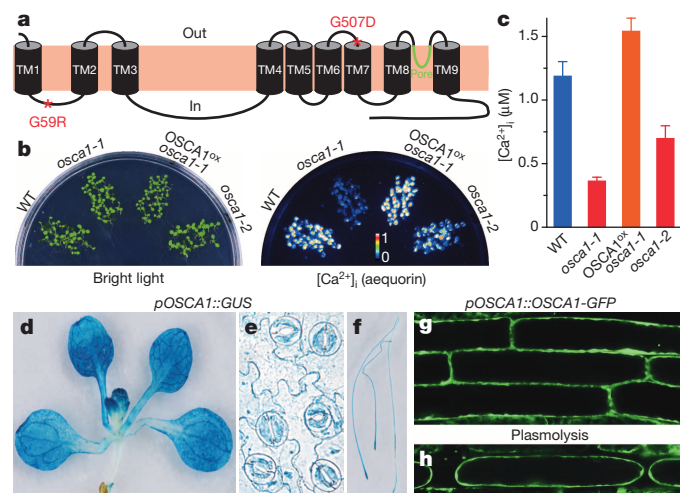 a
Out
G507D
TM1
TM2
TM3
TM4
TM5
TM6
TM7
TM8
Pore
TM9
In
G59R
b
WT
osca1-1
OSCA1ox
osca1-1
osca1-2
Bright light
WT
osca1-1
OSCA1ox
osca1-1
osca1-2
1
0
[Ca2+]i (aequorin)
c
[Ca2+]i (μM)
1.5
1.0
0.5
0
WT
osca1-1
OSCA1ox
osca1-1
osca1-2
pOSCA1::GUS
pOSCA1::OSCA1-GFP
d
e
f
g
Plasmolysis
h